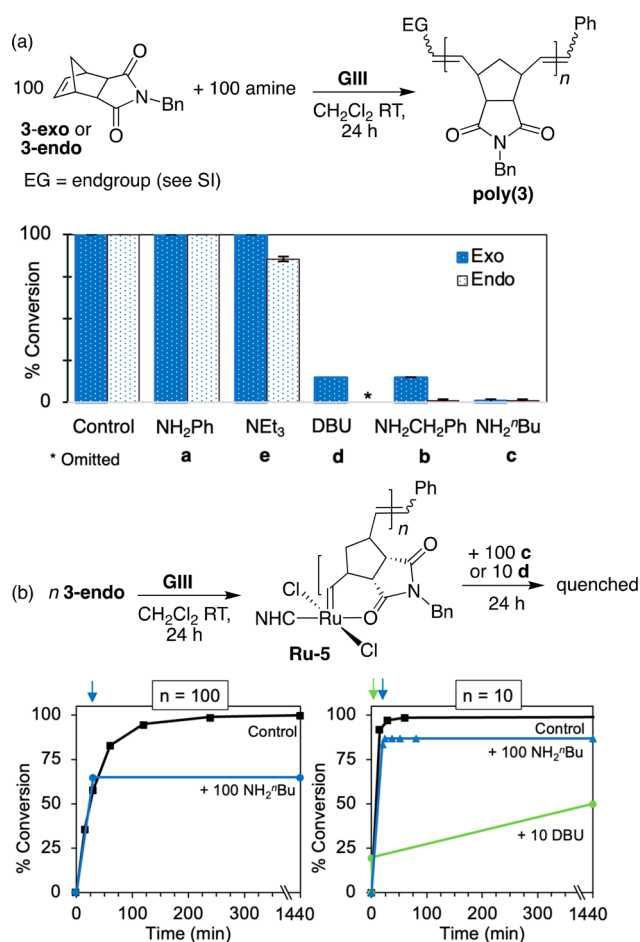 (a)
100
O
N
Bn
O
3-exo or
3-endo
+ 100 amine
GIII
CH2Cl2 RT,
24 h
EG
Ph
n
O
N
O
Bn
poly(3)
EG = endgroup (see SI)
% Conversion
100
0
Exo
Endo
*
Control
NH2Ph
NEt3
DBU
NH2CH2Ph
NH2ⁿBu
* Omitted
a
e
d
b
c
(b)
n 3-endo
GIII
CH2Cl2 RT,
24 h
Ph
n
O
N
Bn
O
Cl
NHC
Ru
O
Cl
Ru-5
+ 100 c
or 10 d
24 h
quenched
n = 100
% Conversion
100
75
50
25
0
Control
+ 100 NH2ⁿBu
0
100
200
300
1440
Time (min)
n = 10
% Conversion
100
75
50
25
0
Control
+ 100 NH2ⁿBu
+ 10 DBU
0
100
200
300
1440
Time (min)